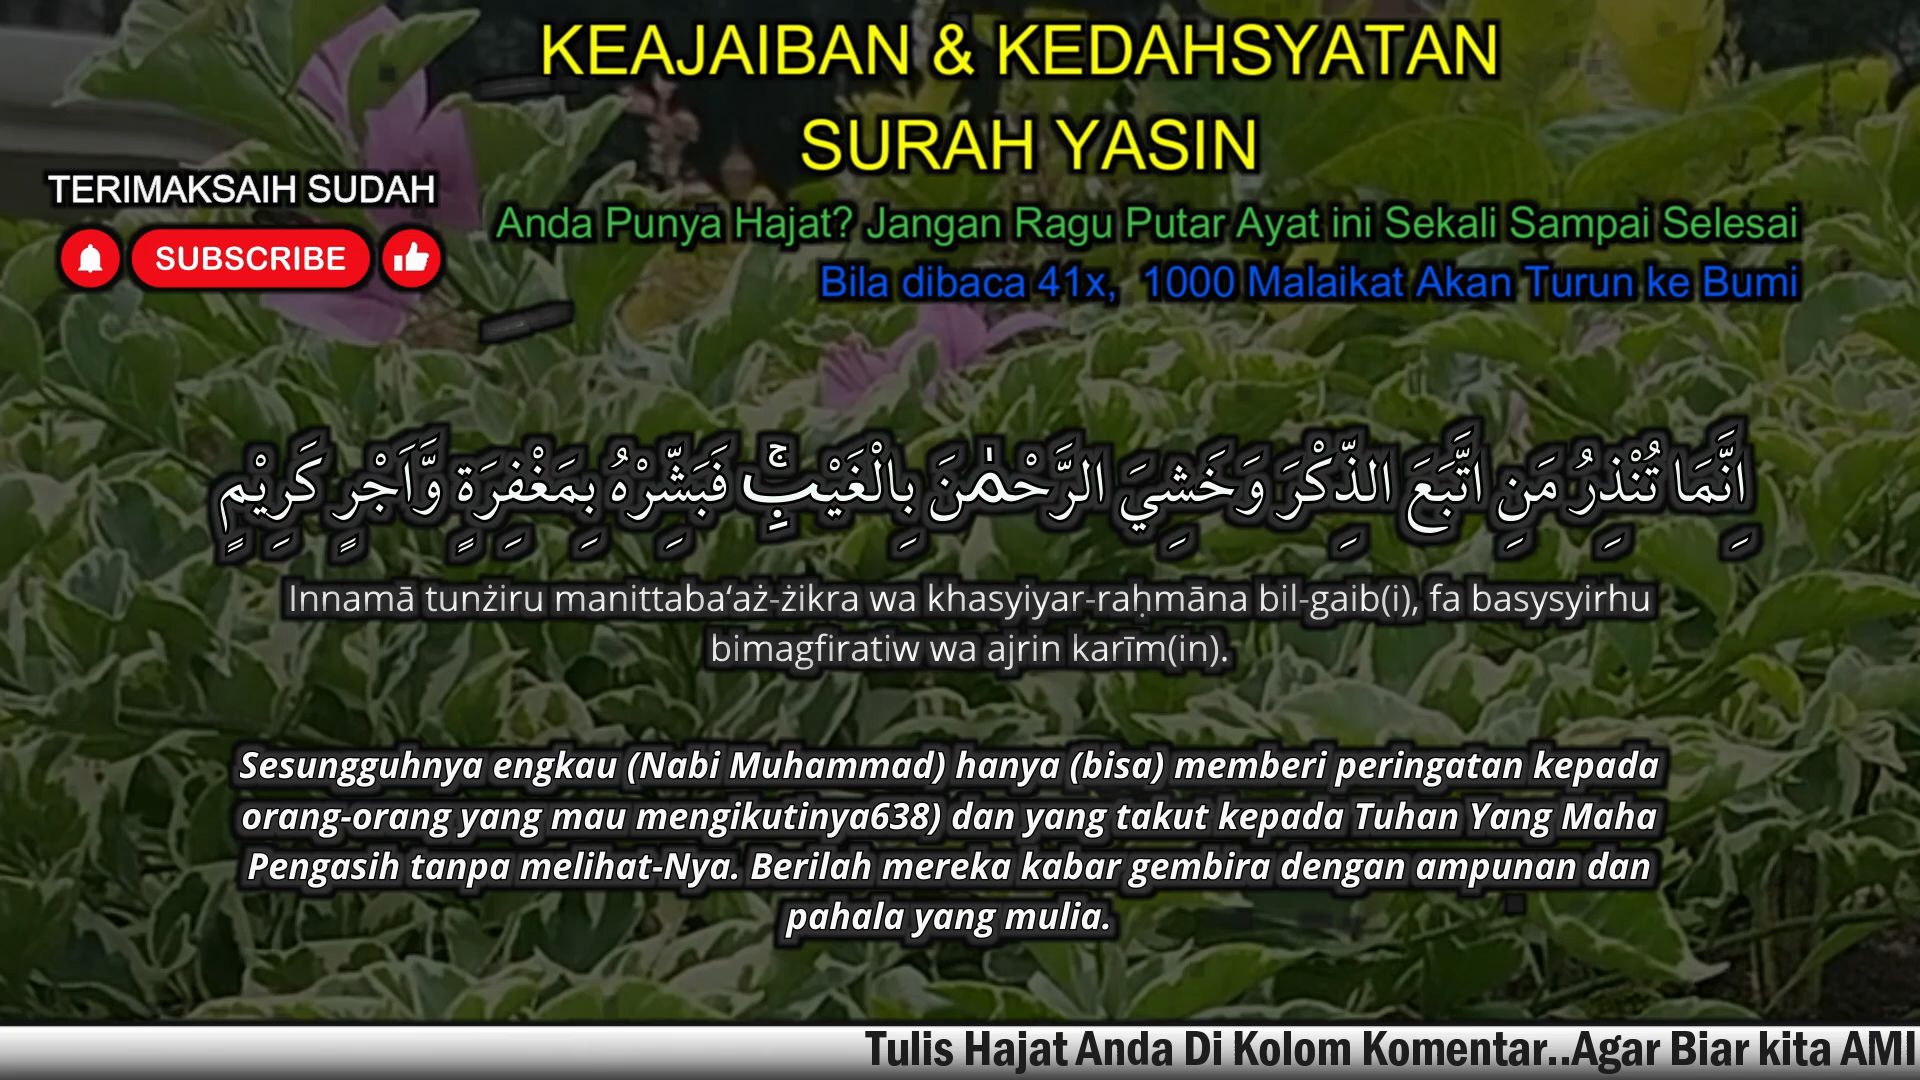 KEAJAIBAN & KEDAHSYATAN
SURAH YASIN
TERIMAKSAIH SUDAH
SUBSCRIBE
Anda Punya Hajat? Jangan Ragu Putar Ayat ini Sekali Sampai Selesai
Bila dibaca 41x, 1000 Malaikat Akan Turun ke Bumi
اِنَّمَا تُنْذِرُ مَنِ اتَّبَعَ الذِّكْرَ وَخَشِيَ الرَّحْمٰنَ بِالْغَيْبِۚ فَبَشِّرْهُ بِمَغْفِرَةٍ وَّاَجْرٍ كَرِيْمٍ
Innamā tunżiru manittaba‘aż-żikra wa khasyiyar-raḥmāna bil-gaib(i), fa basysyirhu
bimagfiratiw wa ajrin karīm(in).
Sesungguhnya engkau (Nabi Muhammad) hanya (bisa) memberi peringatan kepada
orang-orang yang mau mengikutinya638) dan yang takut kepada Tuhan Yang Maha
Pengasih tanpa melihat-Nya. Berilah mereka kabar gembira dengan ampunan dan
pahala yang mulia.
Tulis Hajat Anda Di Kolom Komentar..Agar Biar kita AMI